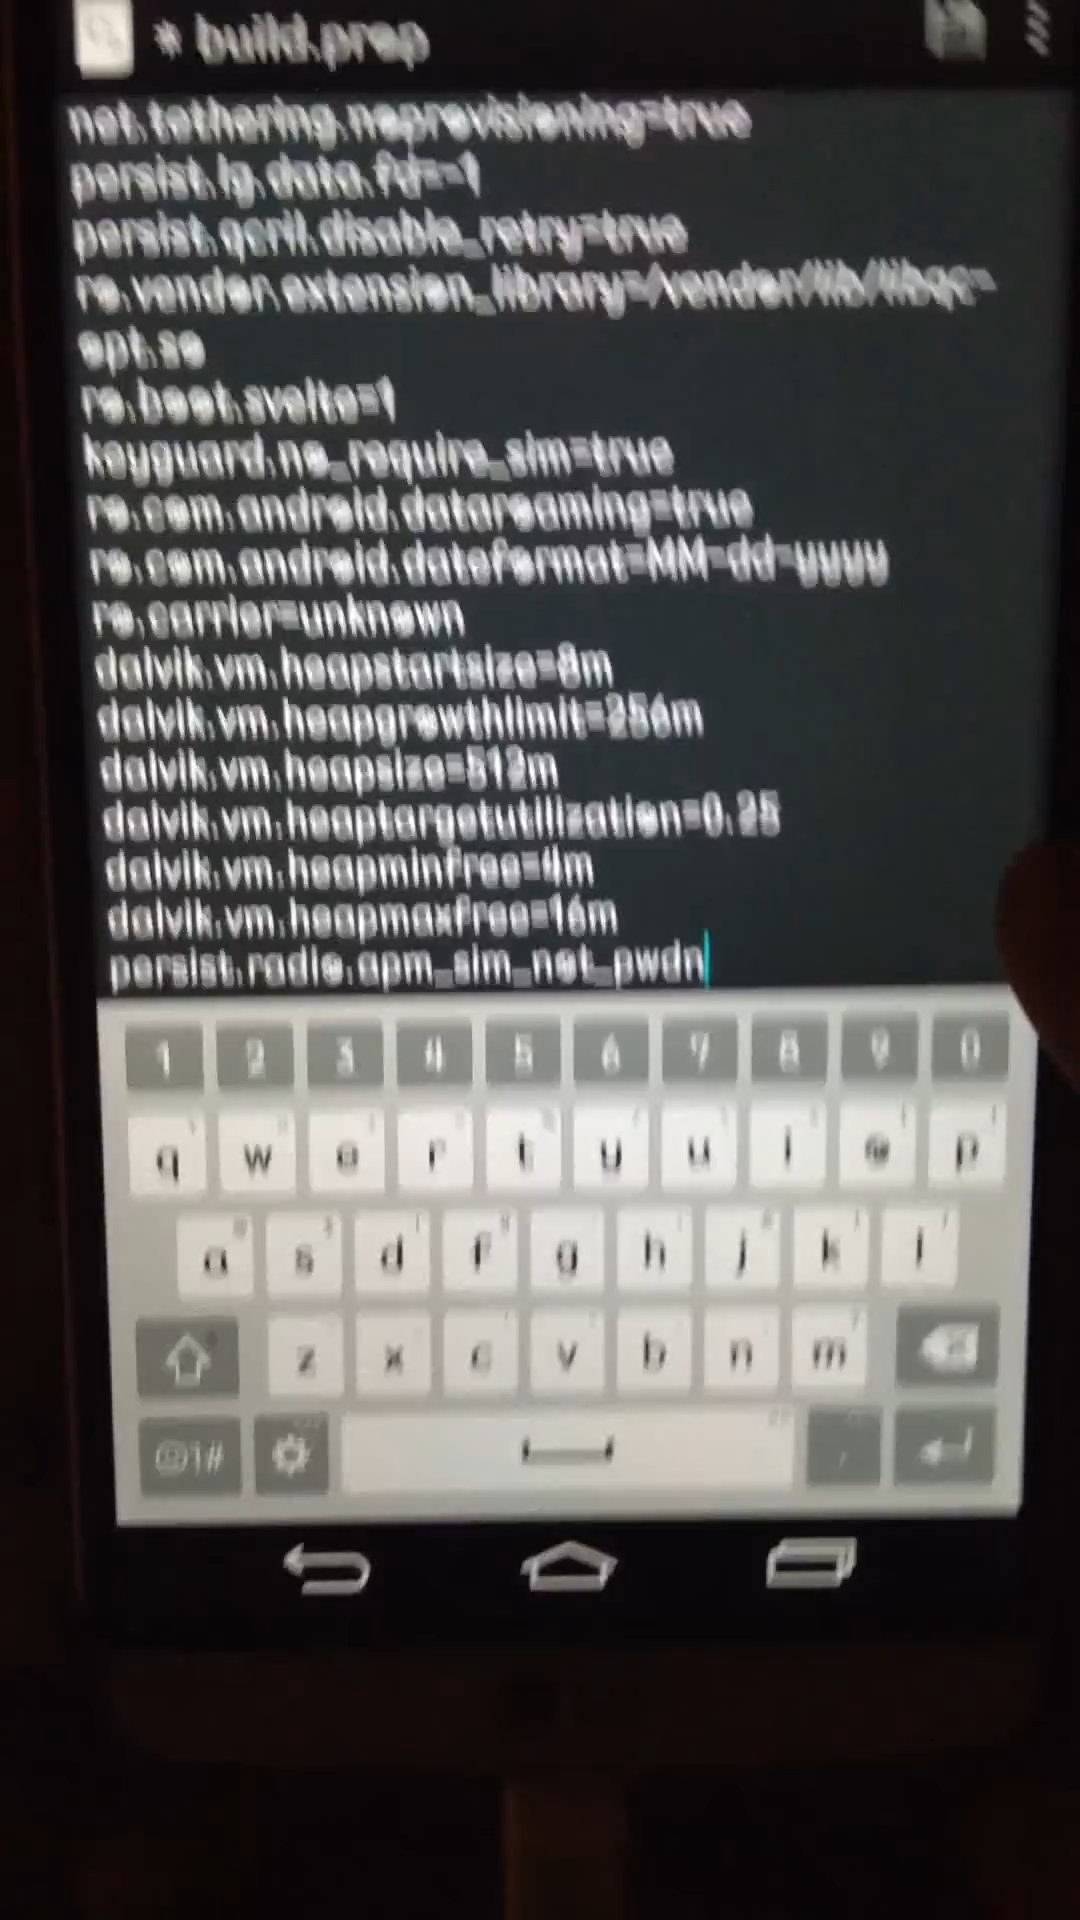 * build.prop
net.tethering.noprovisioning=true
persist.lg.data.fd=-1
persist.qcril.disable_retry=true
ro.vendor.extension_library=/vendor/lib/libqc-
opt.so
ro.boot.svelte=1
keyguard.no_require_sim=true
ro.com.android.dataroaming=true
ro.com.android.dateformat=MM-dd-yyyy
ro.carrier=unknown
dalvik.vm.heapstartsize=8m
dalvik.vm.heapgrowthlimit=256m
dalvik.vm.heapsize=512m
dalvik.vm.heaptargetutilization=0.25
dalvik.vm.heapminfree=4m
dalvik.vm.heapmaxfree=16m
persist.radio.apm_sim_not_pwdn
1 2 3 4 5 6 7 8 9 0
q w e r t y u i o p
a s d f g h j k l
z x c v b n m
☺1# ,